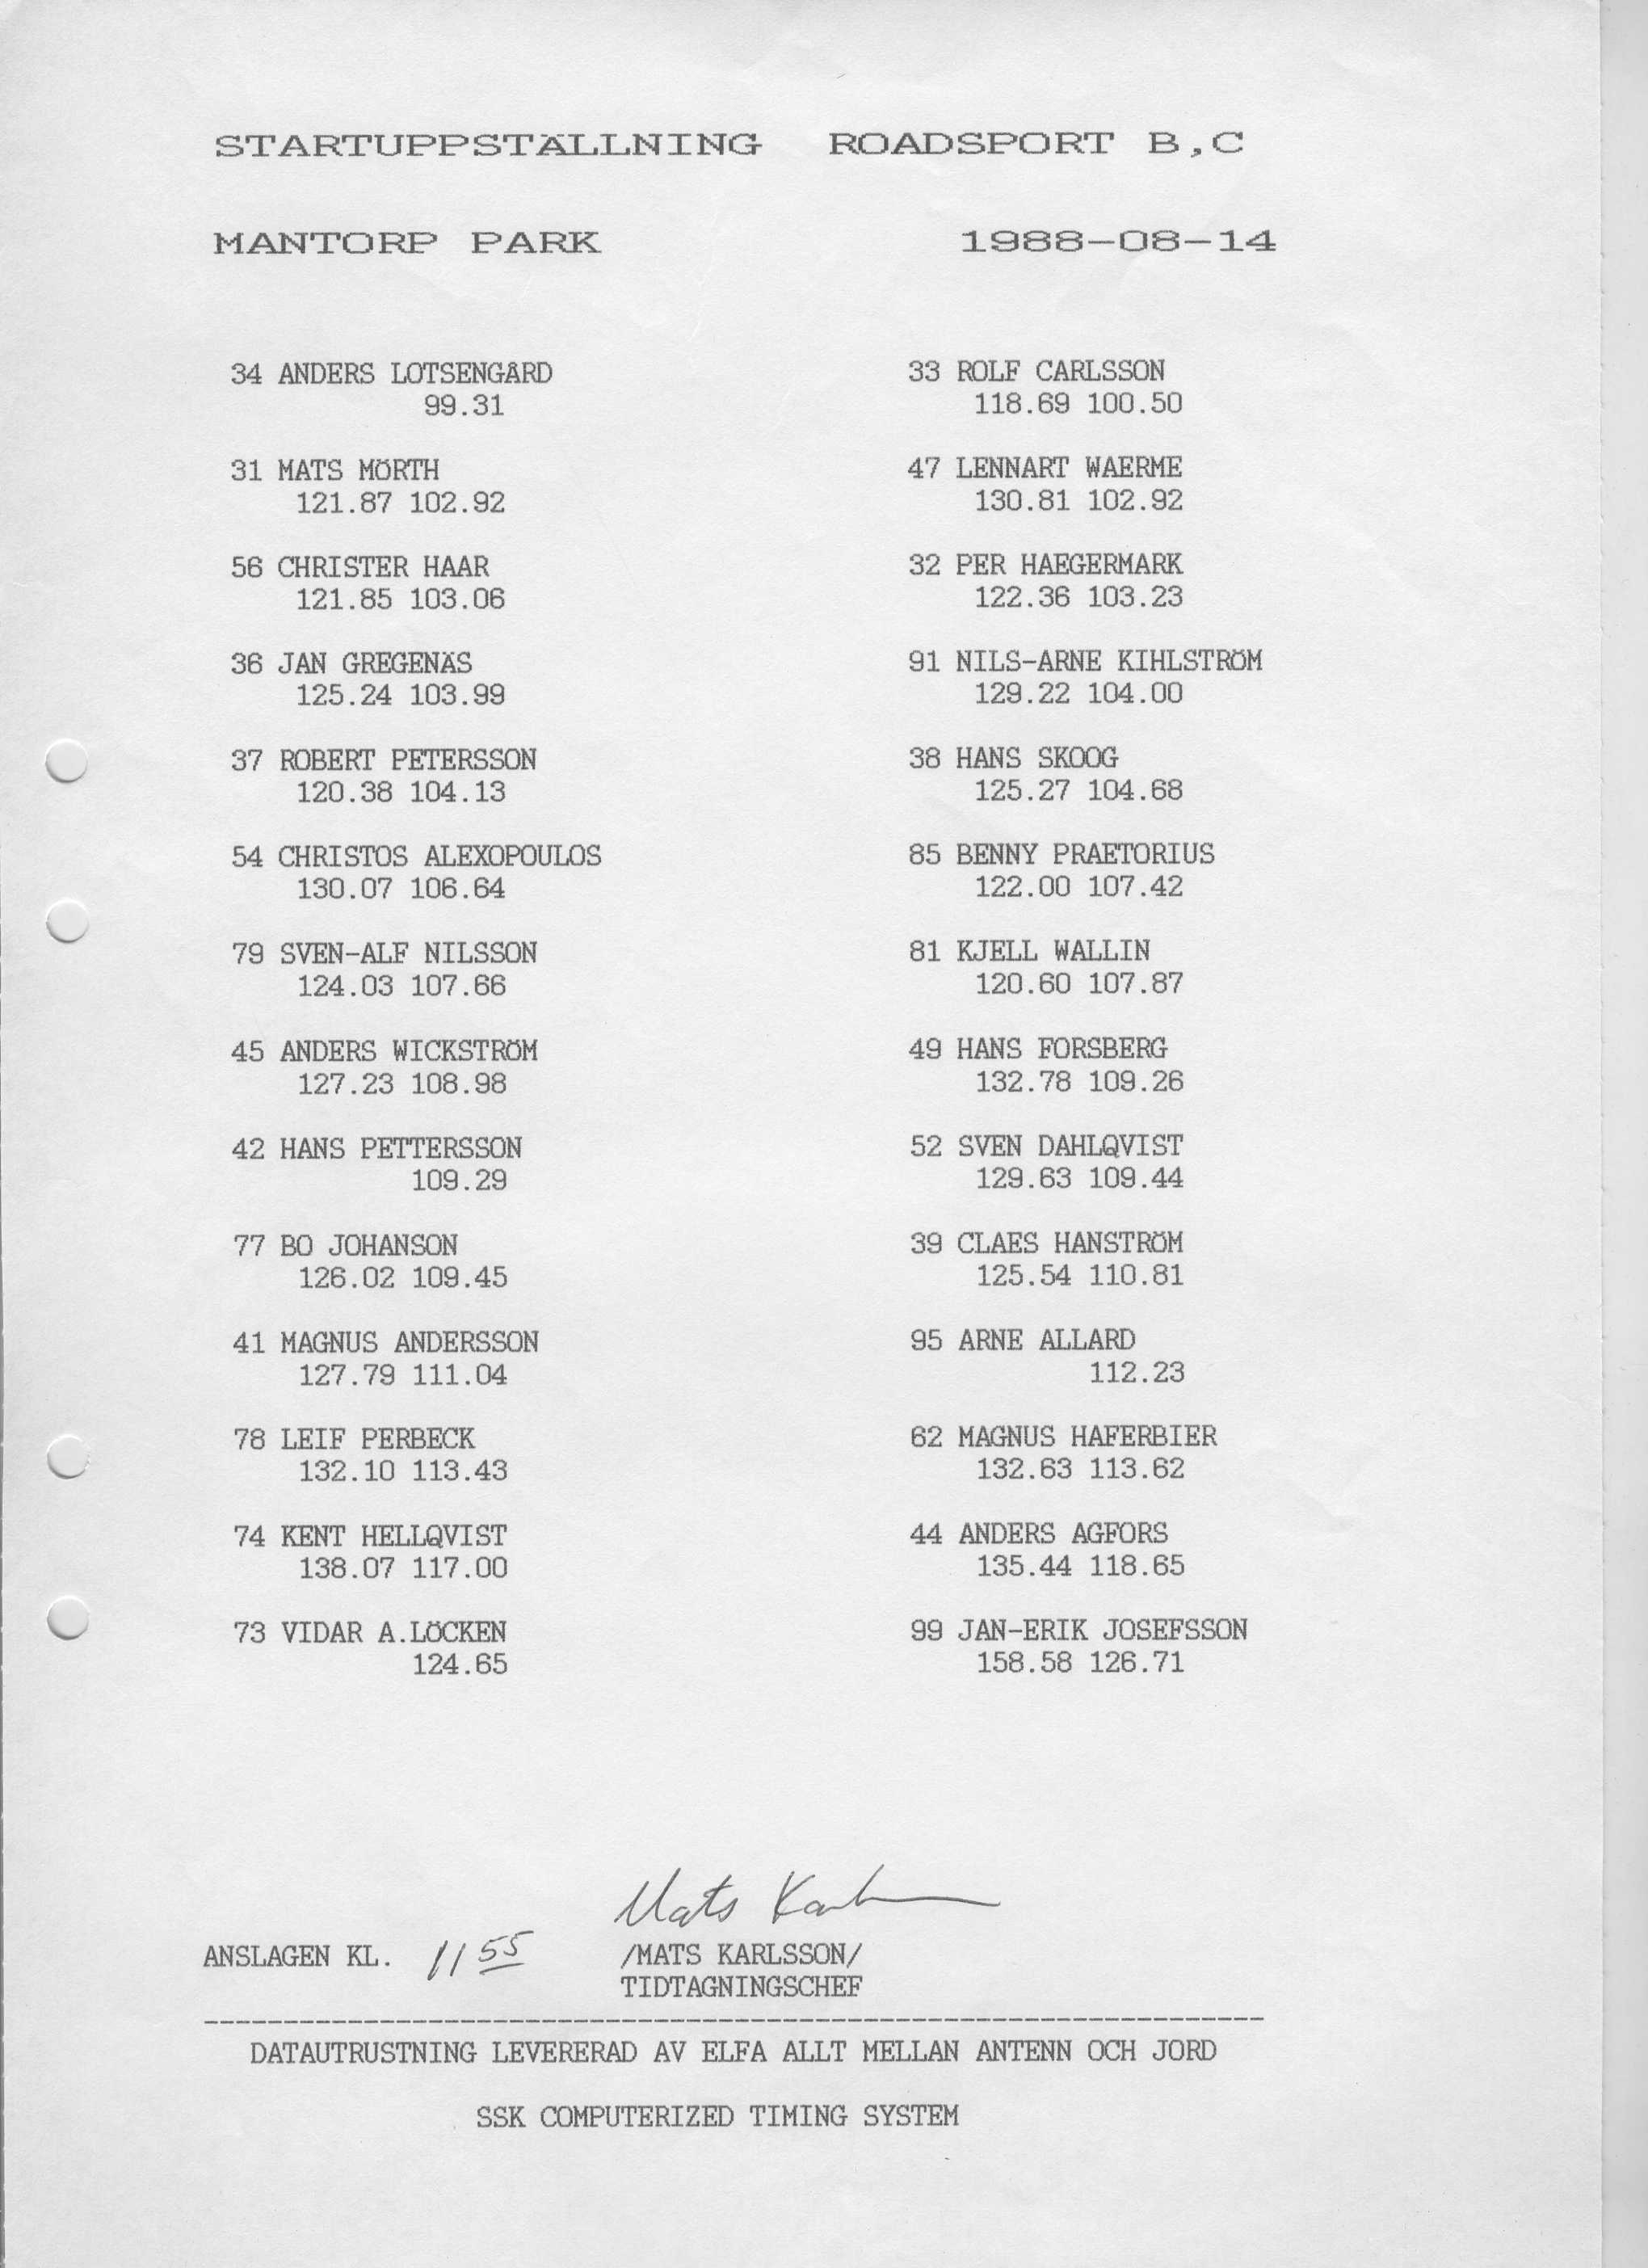 STARTUPPSTÄLLNING ROADSPORT B,C
MANTORP PARK 1988-08-14
34 ANDERS LOTSENGÅRD 33 ROLF CARLSSON
99.31 118.69 100.50
31 MATS MÖRTH 47 LENNART WAERME
121.87 102.92 130.81 102.92
56 CHRISTER HAAR 32 PER HAEGERMARK
121.85 103.06 122.36 103.23
36 JAN GREGENÄS 91 NILS-ARNE KIHLSTRÖM
125.24 103.99 129.22 104.00
37 ROBERT PETERSSON 38 HANS SKOOG
120.38 104.13 125.27 104.68
54 CHRISTOS ALEXOPOULOS 85 BENNY PRAETORIUS
130.07 106.64 122.00 107.42
79 SVEN-ALF NILSSON 81 KJELL WALLIN
124.03 107.66 120.60 107.87
45 ANDERS WICKSTRÖM 49 HANS FORSBERG
127.23 108.98 132.78 109.26
42 HANS PETTERSSON 52 SVEN DAHLQVIST
109.29 129.63 109.44
77 BO JOHANSON 39 CLAES HANSTRÖM
126.02 109.45 125.54 110.81
41 MAGNUS ANDERSSON 95 ARNE ALLARD
127.79 111.04 112.23
78 LEIF PERBECK 62 MAGNUS HAFERBIER
132.10 113.43 132.63 113.62
74 KENT HELLQVIST 44 ANDERS AGFORS
138.07 117.00 135.44 118.65
73 VIDAR A.LÖCKEN 99 JAN-ERIK JOSEFSSON
124.65 158.58 126.71
Mats Karlsson
ANSLAGEN KL. 11 55 /MATS KARLSSON/
TIDTAGNINGSCHEF
------------------------------------------------------------------
DATAUTRUSTNING LEVERERAD AV ELFA ALLT MELLAN ANTENN OCH JORD
SSK COMPUTERIZED TIMING SYSTEM